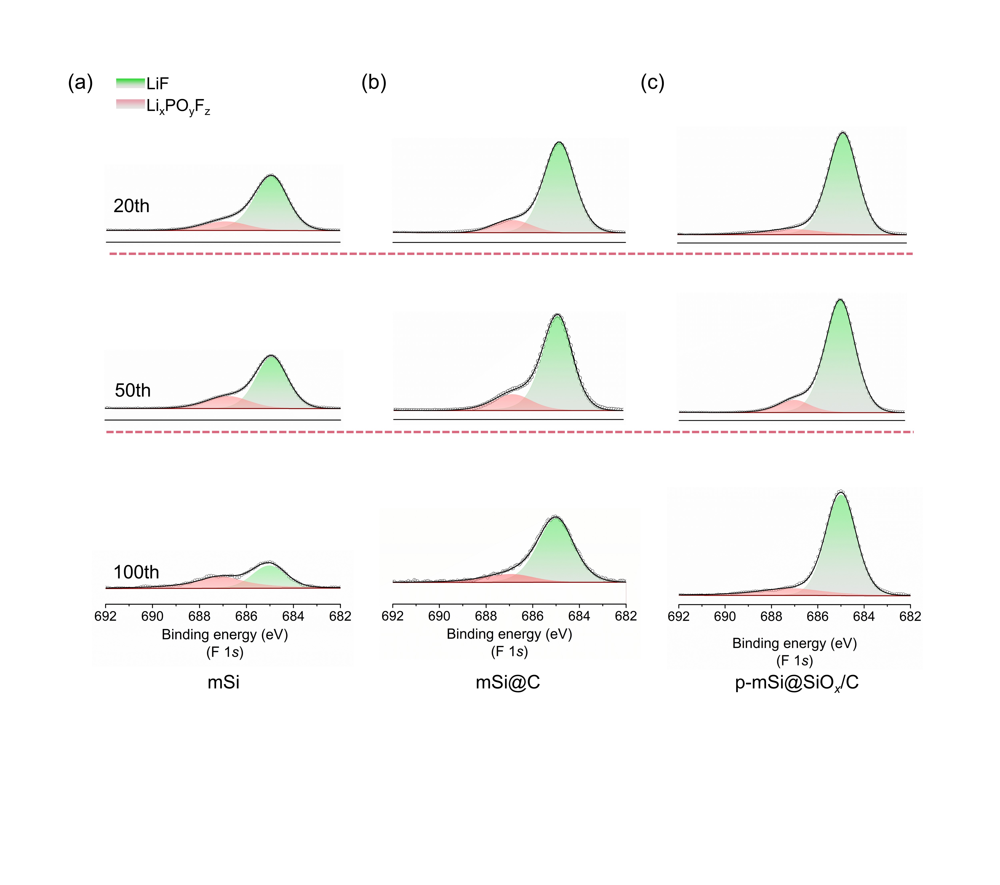 (a)
LiF
LiₓPOᵧF_z
(b)
(c)
20th
50th
100th
692 690 688 686 684 682
Binding energy (eV)
(F 1s)
mSi
692 690 688 686 684 682
Binding energy (eV)
(F 1s)
mSi@C
692 690 688 686 684 682
Binding energy (eV)
(F 1s)
p-mSi@SiOₓ/C